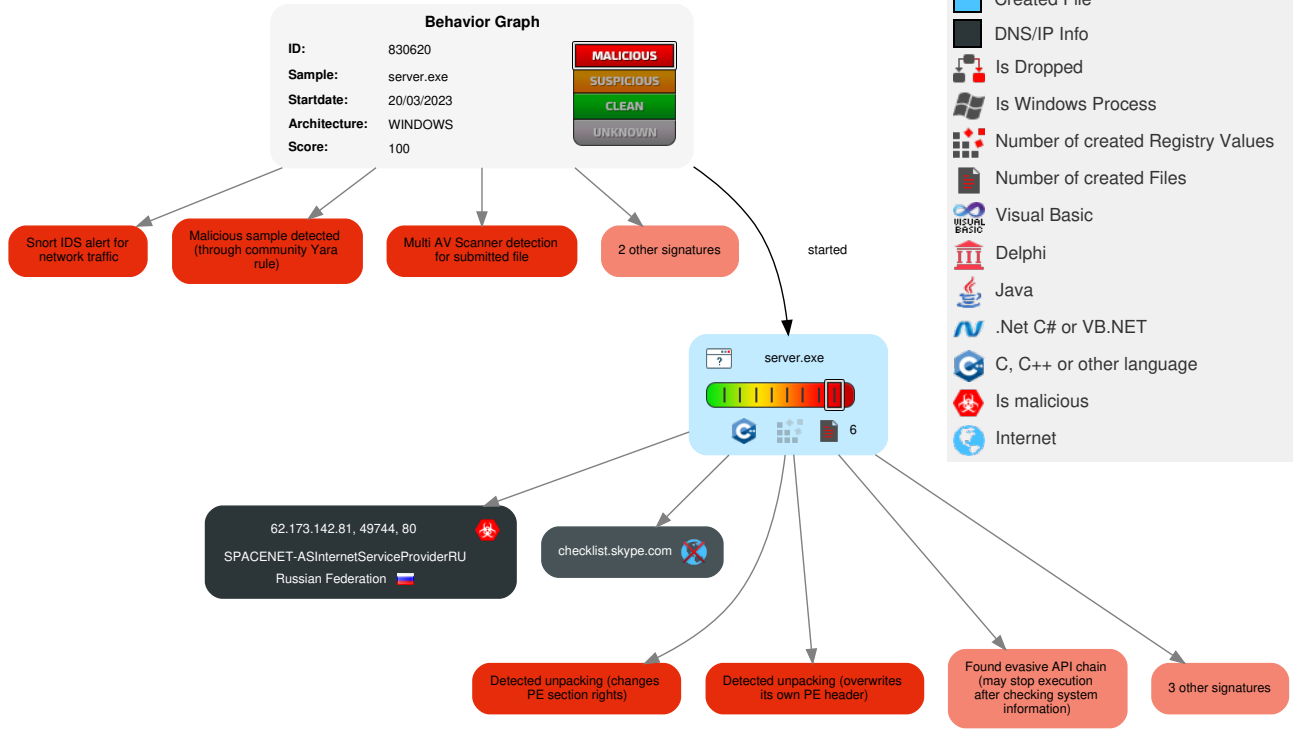 Behavior Graph
ID:
830620
Sample:
server.exe
Startdate:
20/03/2023
Architecture:
WINDOWS
Score:
100
MALICIOUS
SUSPICIOUS
CLEAN
UNKNOWN
Created File
DNS/IP Info
Is Dropped
Is Windows Process
Number of created Registry Values
Number of created Files
VISUAL
BASIC
Visual Basic
Delphi
Java
.Net C# or VB.NET
C, C++ or other language
Is malicious
Internet
Snort IDS alert for
network traffic
Malicious sample detected
(through community Yara
rule)
Multi AV Scanner detection
for submitted file
2 other signatures
started
?
server.exe
6
62.173.142.81, 49744, 80
SPACENET-ASInternetServiceProviderRU
Russian Federation
checklist.skype.com
Detected unpacking (changes
PE section rights)
Detected unpacking (overwrites
its own PE header)
Found evasive API chain
(may stop execution
after checking system
information)
3 other signatures